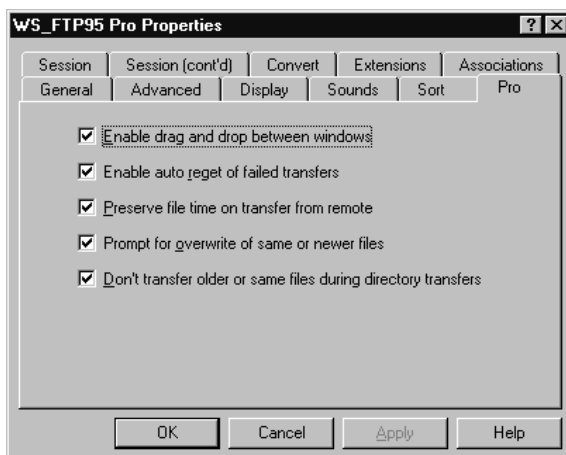 WS_FTP95 Pro Properties
Session Session (cont'd) Convert Extensions Associations
General Advanced Display Sounds Sort Pro
Enable drag and drop between windows
Enable auto reget of failed transfers
Preserve file time on transfer from remote
Prompt for overwrite of same or newer files
Don't transfer older or same files during directory transfers
OK Cancel Apply Help